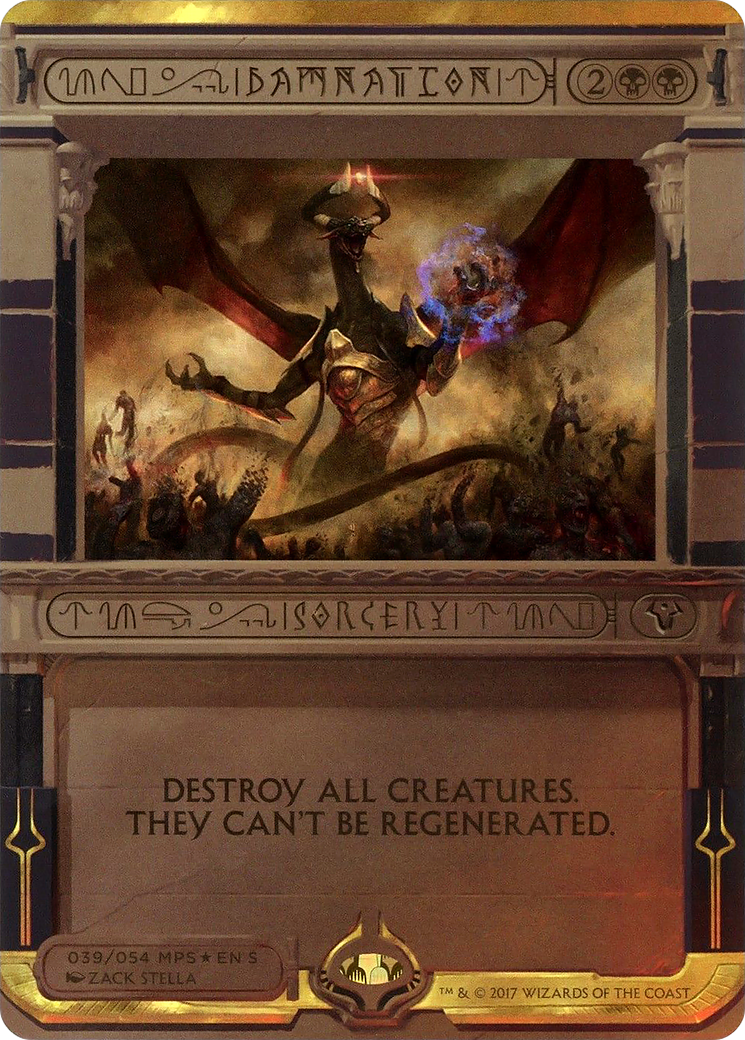 DAMNATION 2
SORCERY
DESTROY ALL CREATURES.
THEY CAN'T BE REGENERATED.
039/054 MPS★EN S
ZACK STELLA
™ & © 2017 WIZARDS OF THE COAST